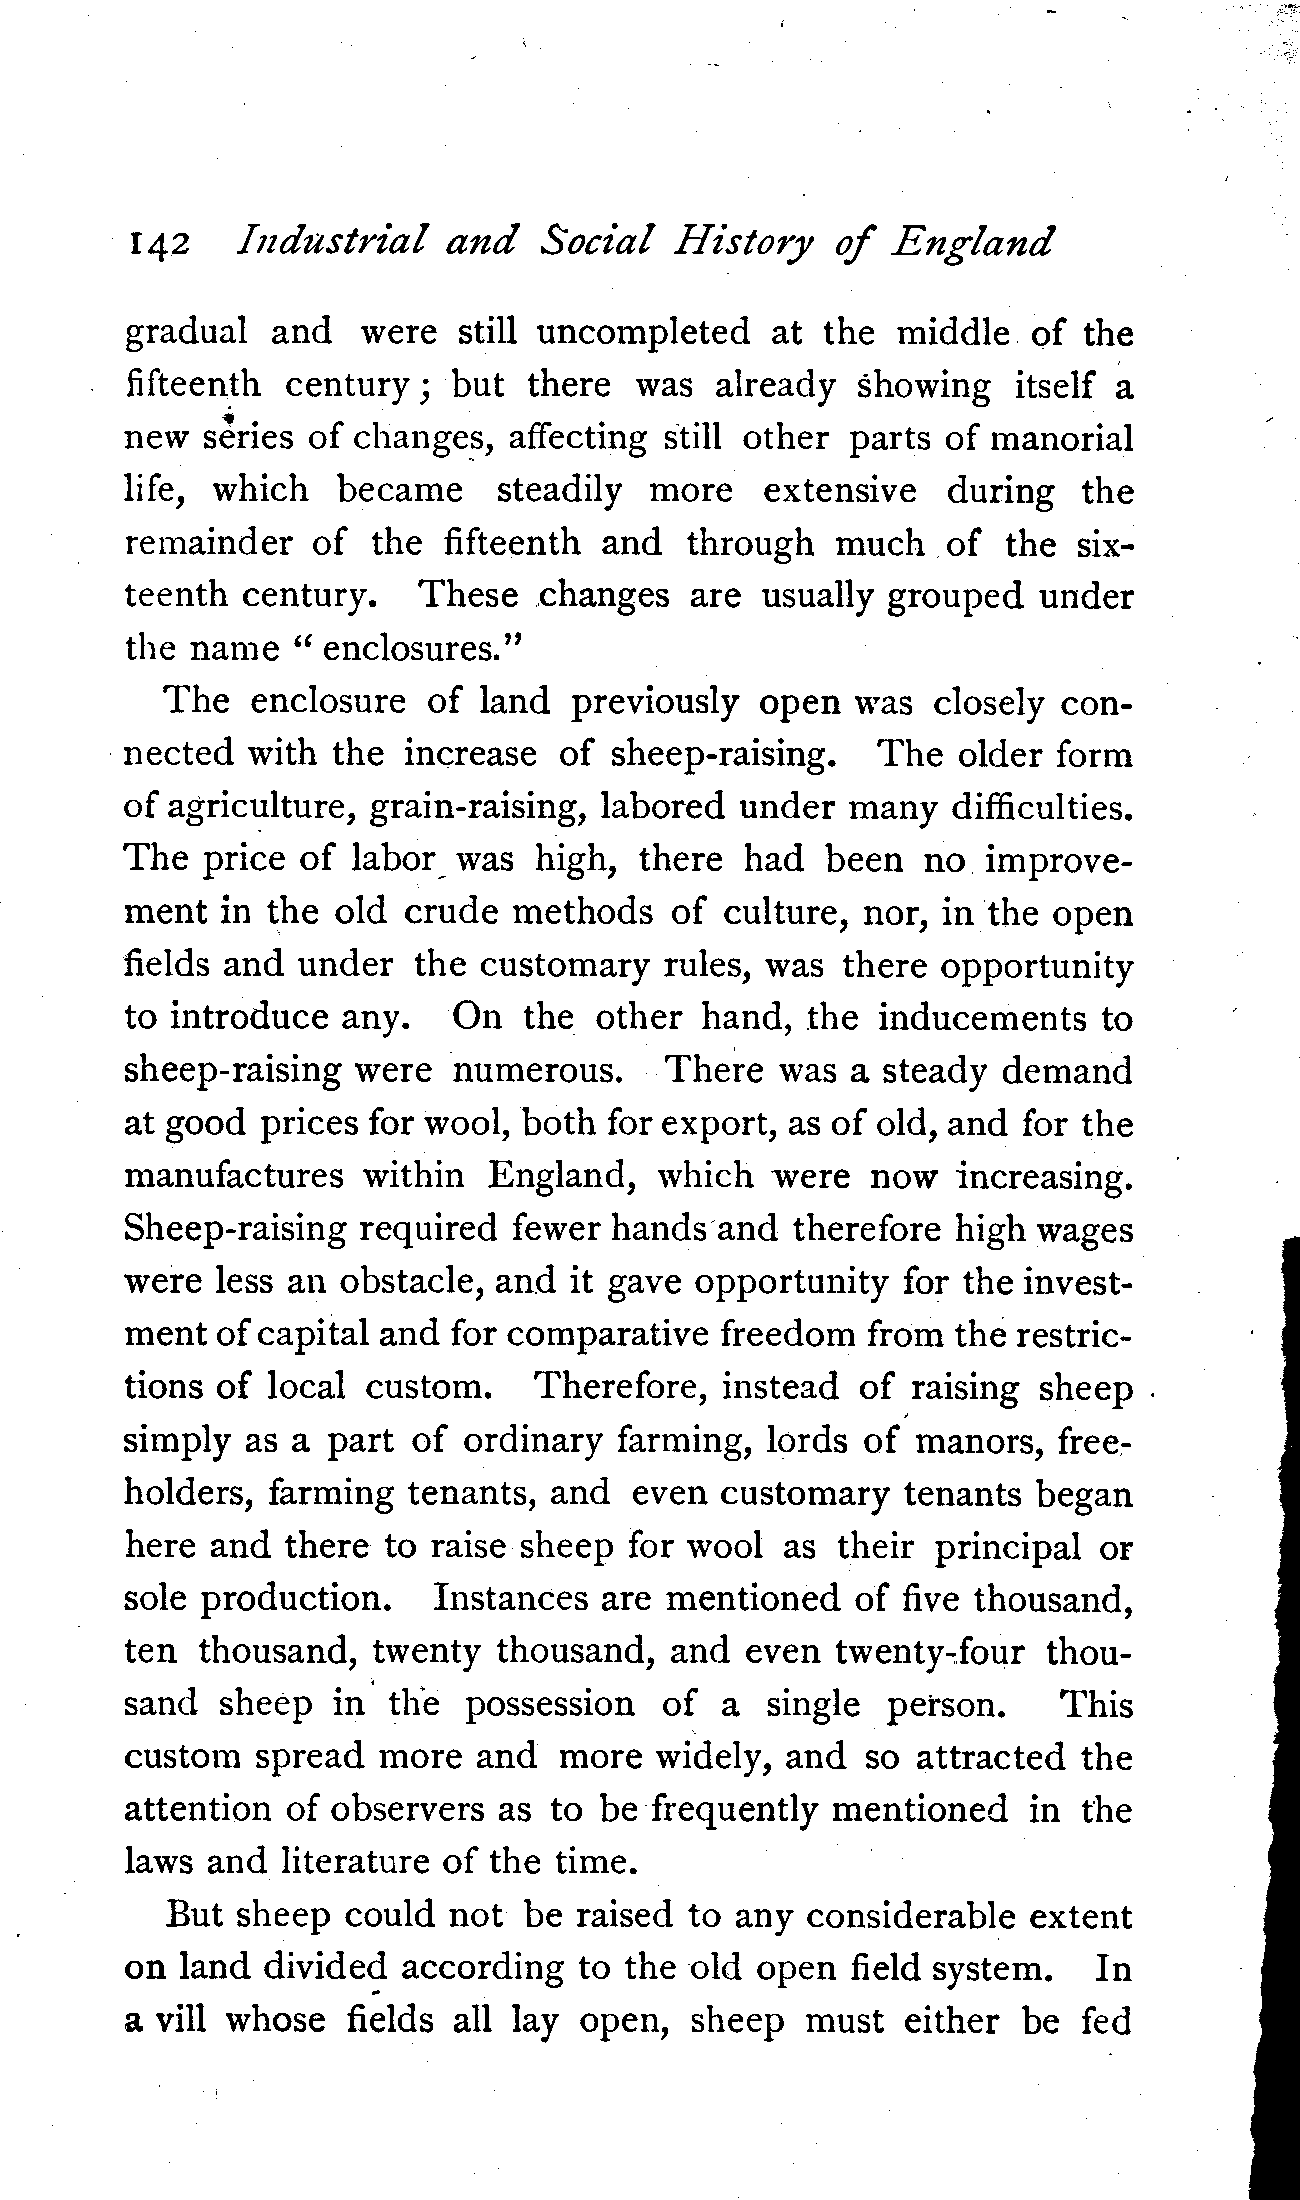 142 Industrial and Social History of England
gradual and were still uncompleted at the middle of the
fifteenth century; but there was already showing itself a
new series of changes, affecting still other parts of manorial
life, which became steadily more extensive during the
remainder of the fifteenth and through much of the six-
teenth century. These changes are usually grouped under
the name "enclosures."
The enclosure of land previously open was closely con-
nected with the increase of sheep-raising. The older form
of agriculture, grain-raising, labored under many difficulties.
The price of labor was high, there had been no improve-
ment in the old crude methods of culture, nor, in the open
fields and under the customary rules, was there opportunity
to introduce any. On the other hand, the inducements to
sheep-raising were numerous. There was a steady demand
at good prices for wool, both for export, as of old, and for the
manufactures within England, which were now increasing.
Sheep-raising required fewer hands and therefore high wages
were less an obstacle, and it gave opportunity for the invest-
ment of capital and for comparative freedom from the restric-
tions of local custom. Therefore, instead of raising sheep
simply as a part of ordinary farming, lords of manors, free-
holders, farming tenants, and even customary tenants began
here and there to raise sheep for wool as their principal or
sole production. Instances are mentioned of five thousand,
ten thousand, twenty thousand, and even twenty-four thou-
sand sheep in the possession of a single person. This
custom spread more and more widely, and so attracted the
attention of observers as to be frequently mentioned in the
laws and literature of the time.
But sheep could not be raised to any considerable extent
on land divided according to the old open field system. In
a vill whose fields all lay open, sheep must either be fed